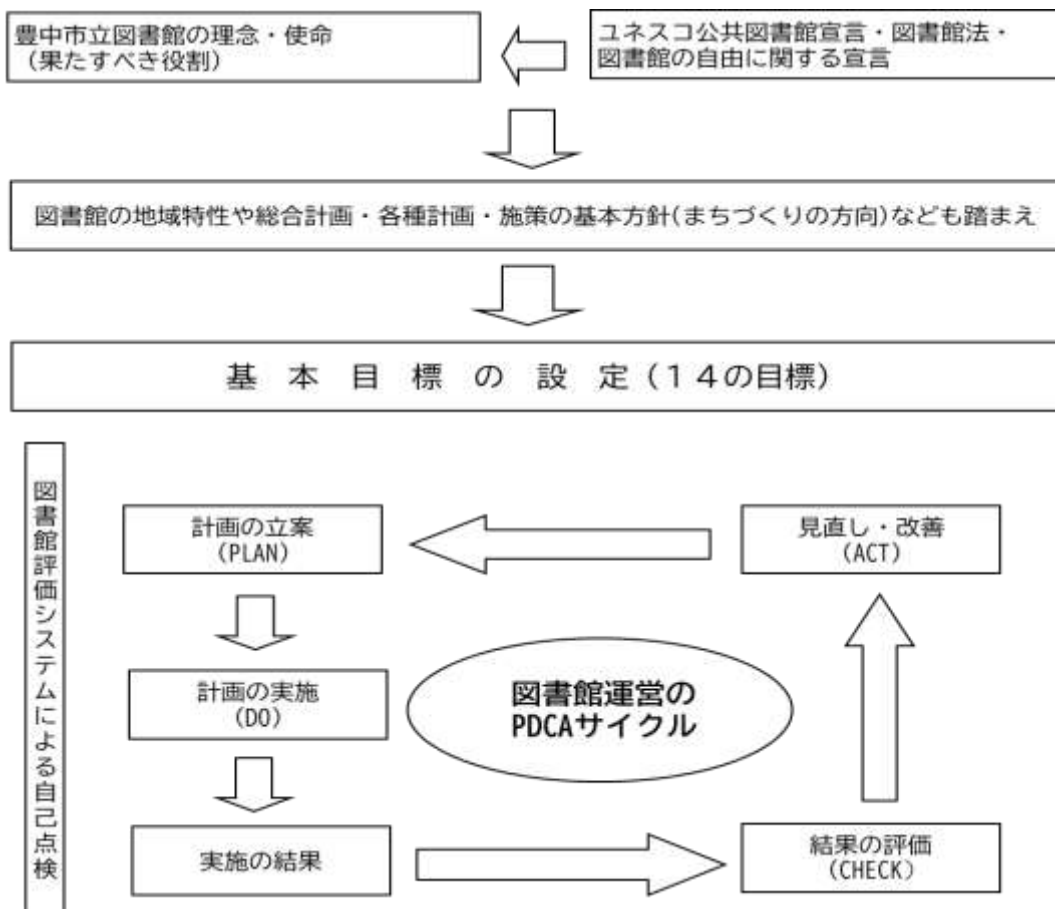 豊中市立図書館の理念・使命
（果たすべき役割）
ユネスコ公共図書館宣言・図書館法・
図書館の自由に関する宣言
図書館の地域特性や総合計画・各種計画・施策の基本方針(まちづくりの方向)なども踏まえ
基本目標の設定(１４の目標)
図書館評価システムによる自己点検
計画の立案
(PLAN)
見直し・改善
(ACT)
計画の実施
(DO)
図書館運営の
PDCAサイクル
実施の結果
結果の評価
(CHECK)